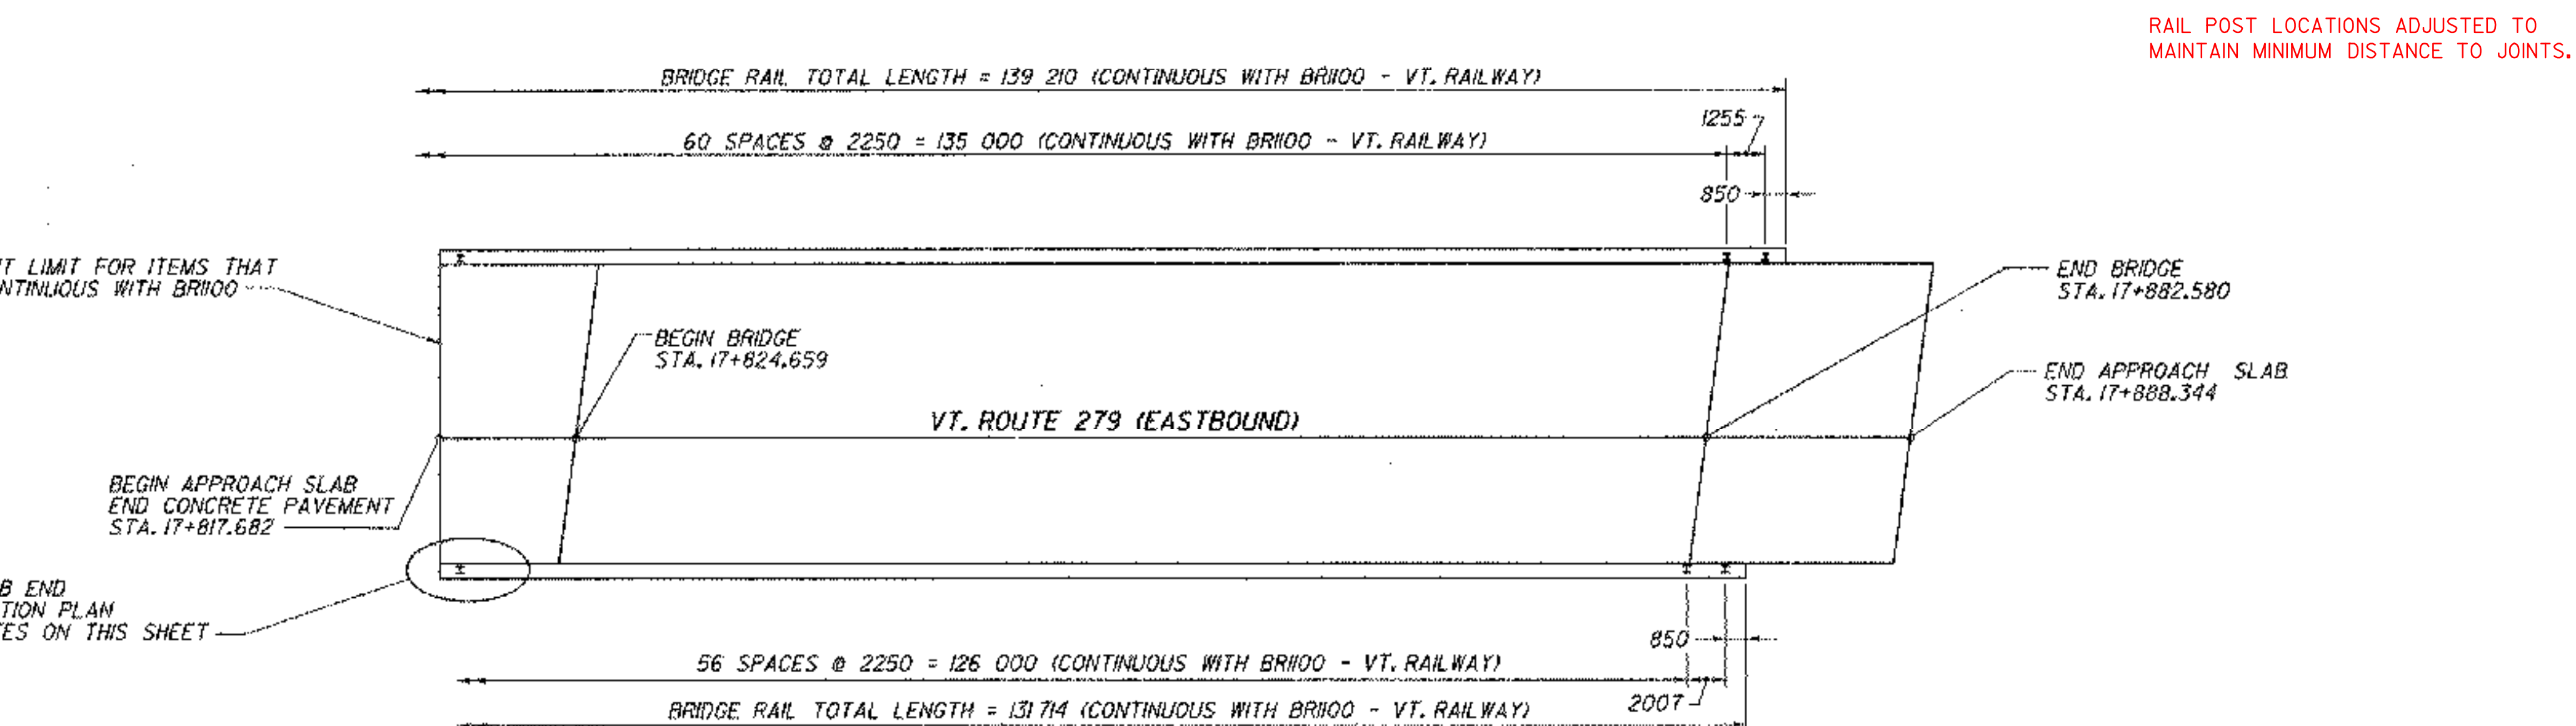 RAIL POST LOCATIONS ADJUSTED TO
MAINTAIN MINIMUM DISTANCE TO JOINTS.
BRIDGE RAIL TOTAL LENGTH = 139 210 (CONTINUOUS WITH BR1100 - VT. RAILWAY)
1255
60 SPACES @ 2250 = 135 000 (CONTINUOUS WITH BR1100 - VT. RAILWAY)
850
LIMIT FOR ITEMS THAT
WITH BR1100
END BRIDGE
STA. 17+882.580
BEGIN BRIDGE
STA. 17+824.659
END APPROACH SLAB
STA. 17+888.344
VT. ROUTE 279 (EASTBOUND)
BEGIN APPROACH SLAB
END CONCRETE PAVEMENT
STA. 17+817.682
END
PLAN
ON THIS SHEET
850
56 SPACES @ 2250 = 126 000 (CONTINUOUS WITH BR1100 - VT. RAILWAY)
2007
BRIDGE RAIL TOTAL LENGTH = 131 714 (CONTINUOUS WITH BR1100 - VT. RAILWAY)